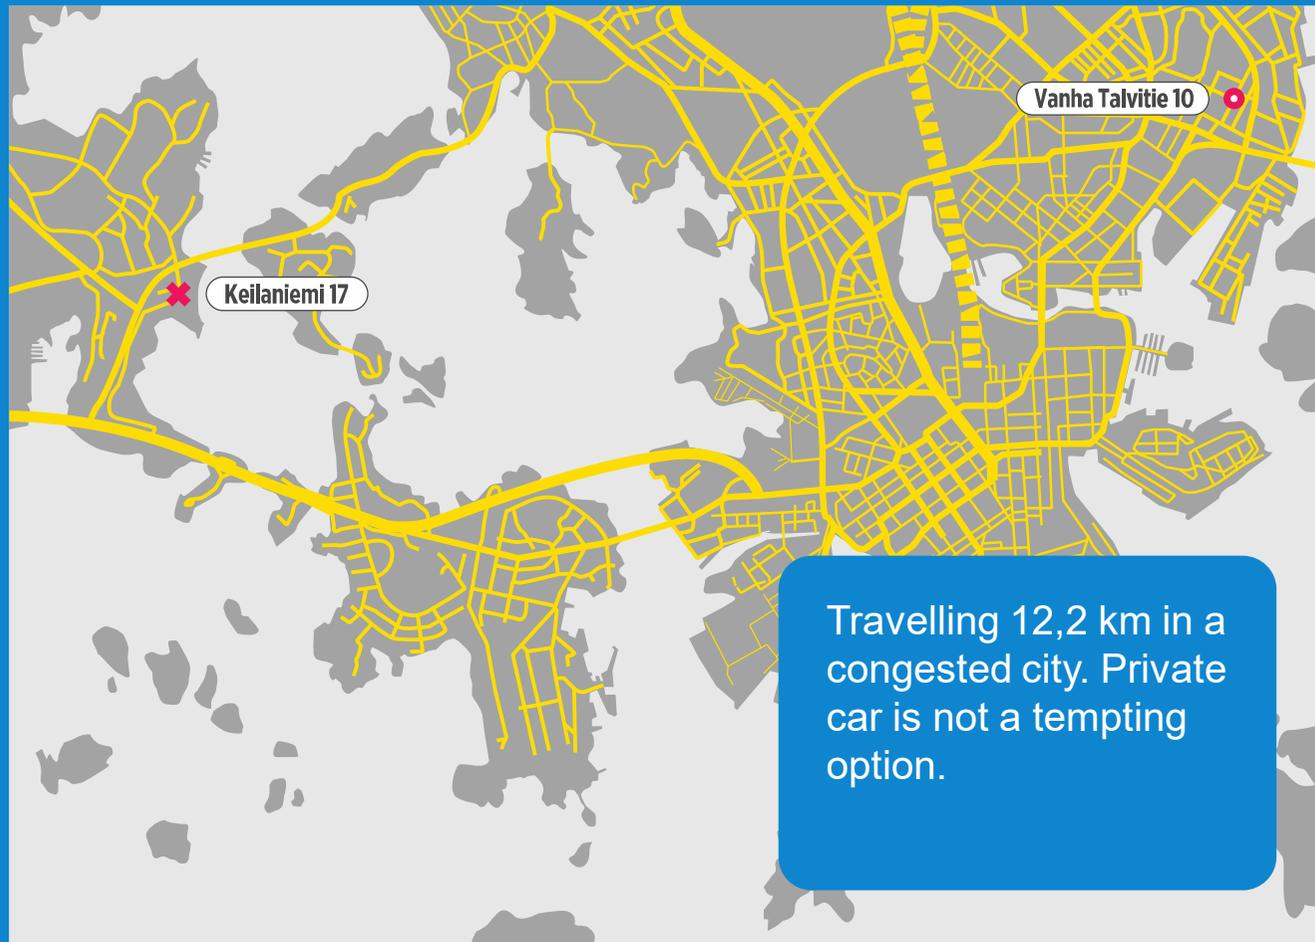 Vanha Talvitie 10
Keilaniemi 17
Travelling 12,2 km in a
congested city. Private
car is not a tempting
option.